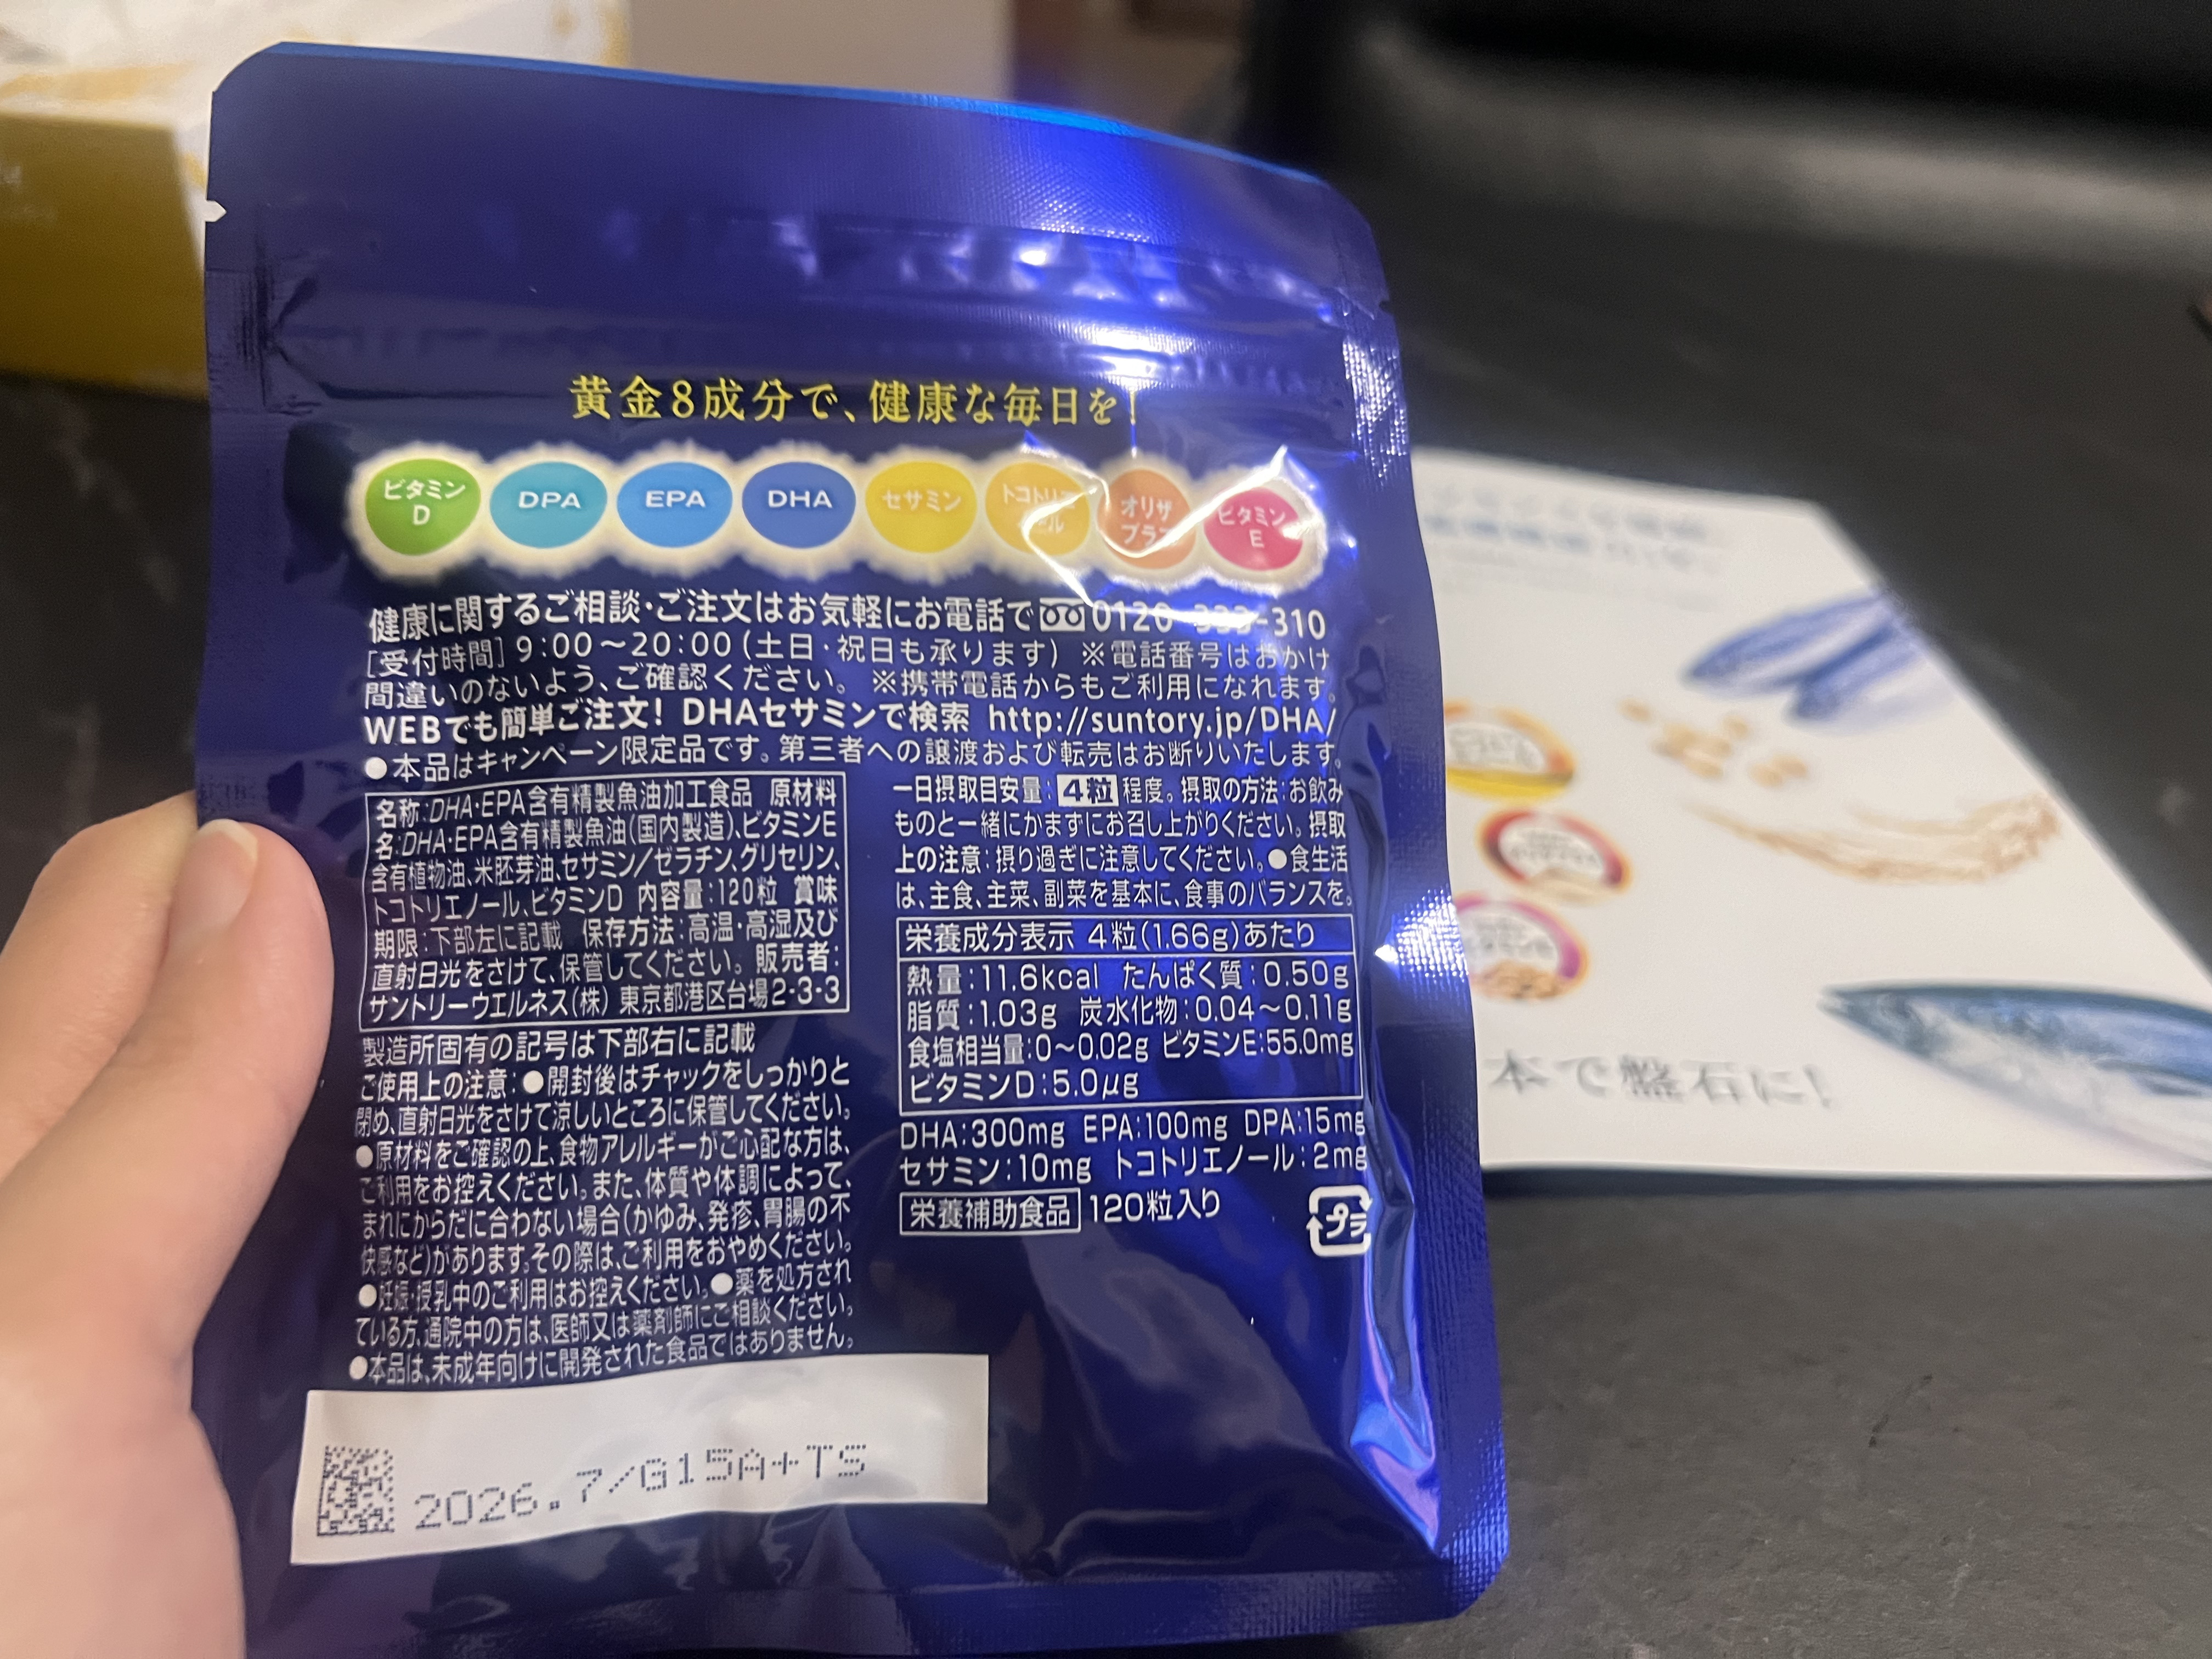 黄金8成分で、健康な毎日を!
ビタミン
D
DPA
EPA
DHA
セサミン
オリザ
ビタミン
E
健康に関するご相談・ご注文はお気軽にお電話で 0120-333-310
[受付時間] 9:00～20:00(土日・祝日も承ります) ※電話番号はおかけ
間違いのないよう、ご確認ください。 ※携帯電話からもご利用になれます。
WEBでも簡単ご注文! DHAセサミンで検索 http://suntory.jp/DHA/
●本品はキャンペーン限定品です。第三者への譲渡および転売はお断りいたします。
名称:DHA・EPA含有精製魚油加工食品 原材料
名:DHA・EPA含有精製魚油(国内製造)、ビタミンE
含有植物油、米胚芽油、セサミン/ゼラチン、グリセリン、
トコトリエノール、ビタミンD 内容量:120粒 賞味
期限:下部左に記載 保存方法:高温・高湿及び
直射日光をさけて、保管してください。 販売者:
サントリーウエルネス(株) 東京都港区台場2-3-3
製造所固有の記号は下部右に記載
ご使用上の注意:●開封後はチャックをしっかりと
閉め、直射日光をさけて涼しいところに保管してください。
●原材料をご確認の上、食物アレルギーがご心配な方は、
ご利用をお控えください。また、体質や体調によって、
まれにからだに合わない場合(かゆみ、発疹、胃腸の不
快感など)があります。その際は、ご利用をおやめください。
●妊娠・授乳中のご利用はお控えください。●薬を処方され
ている方、通院中の方は、医師又は薬剤師にご相談ください。
●本品は、未成年向けに開発された食品ではありません。
一日摂取目安量:4粒程度。摂取の方法:お飲み
ものと一緒にかまずにお召し上がりください。摂取
上の注意:摂り過ぎに注意してください。●食生活
は、主食、主菜、副菜を基本に、食事のバランスを。
栄養成分表示 4粒(1.66g)あたり
熱量:11.6kcal たんぱく質:0.50g
脂質:1.03g 炭水化物:0.04～0.11g
食塩相当量:0～0.02g ビタミンE:55.0mg
ビタミンD:5.0μg
DHA:300mg EPA:100mg DPA:15mg
セサミン:10mg トコトリエノール:2mg
栄養補助食品 120粒入り
プラ
2026.7/G15A+TS
本で盤石に!